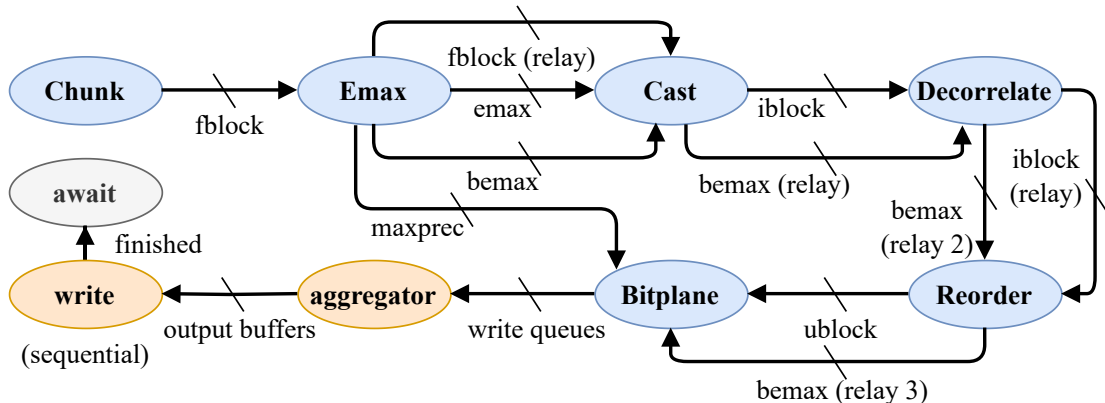 fblock (relay)
Chunk
Emax
Cast
Decorrelate
fblock
emax
iblock
bemax
bemax (relay)
iblock
(relay)
await
maxprec
bemax
(relay 2)
finished
write
aggregator
Bitplane
Reorder
(sequential)
output buffers
write queues
ublock
bemax (relay 3)